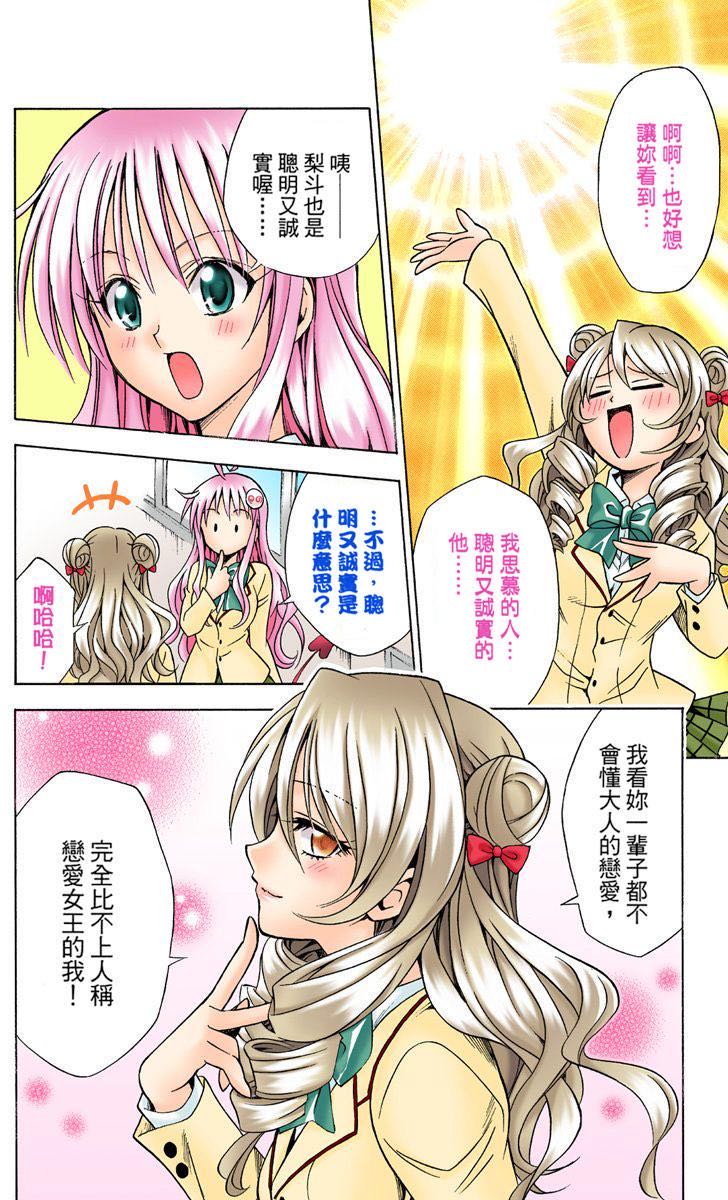 啊啊…也好想
讓妳看到…
我思慕的人…
聰明又誠實的
他……
咦——
梨斗也是
聰明又誠
實喔……
…不過，聰
明又誠實是
什麼意思？
啊哈哈！
我看妳一輩子都不
會懂大人的戀愛，
完全比不上人稱
戀愛女王的我！